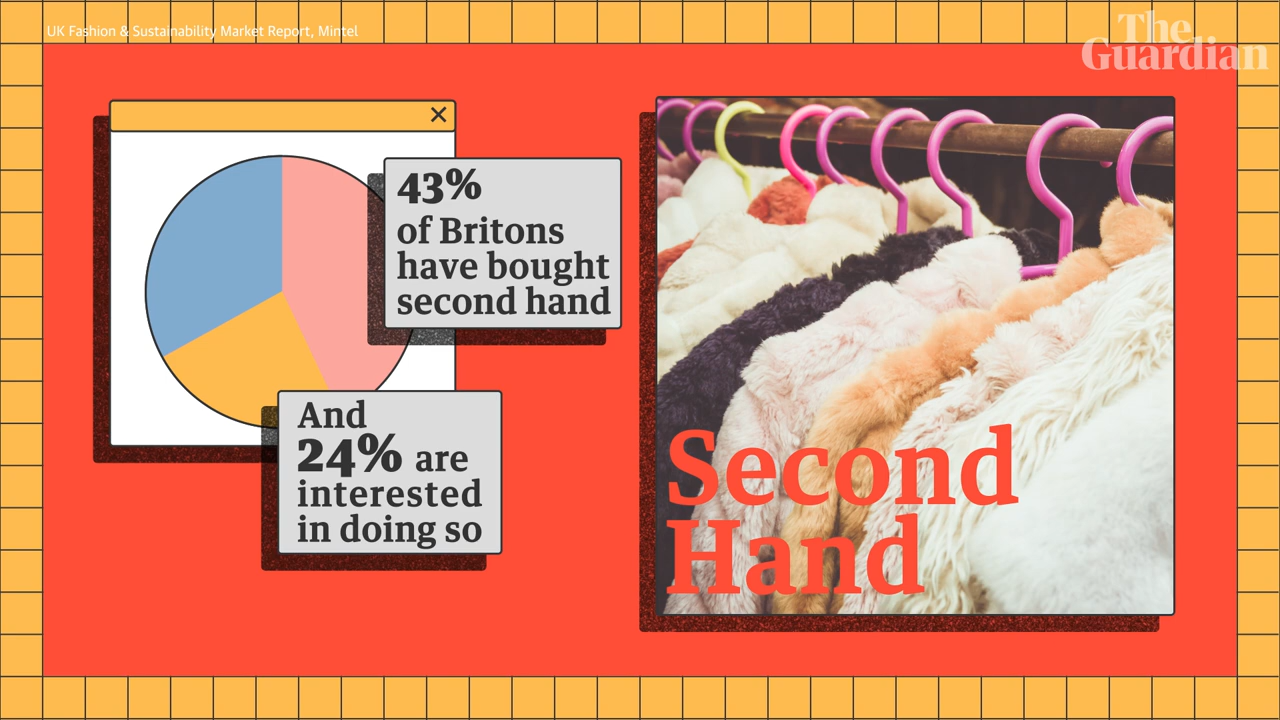 UK Fashion & Sustainability Market Report, Mintel
The
Guardian
43%
of Britons
have bought
second hand
And
24% are
interested
in doing so
Second
Hand